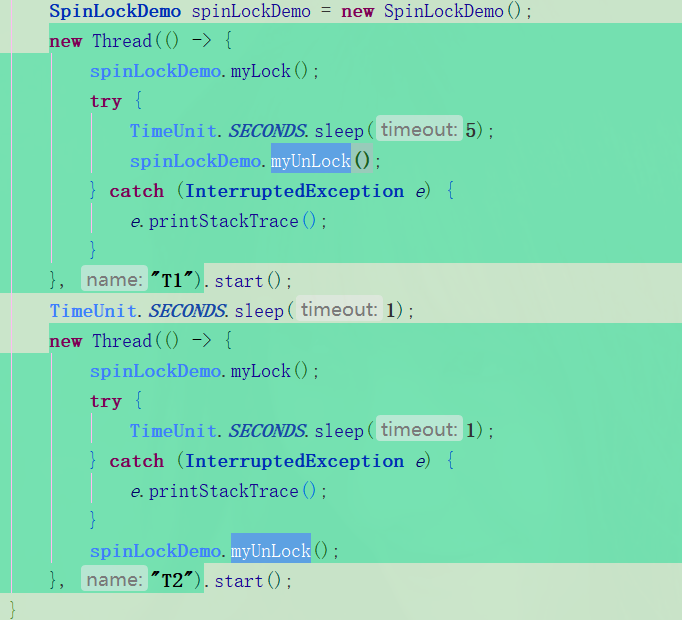 SpinLockDemo spinLockDemo = new SpinLockDemo();
new Thread(() -> {
spinLockDemo.myLock();
try {
TimeUnit.SECONDS.sleep( timeout: 5);
spinLockDemo.myUnLock();
} catch (InterruptedException e) {
e.printStackTrace();
}
}, name: "T1").start();
TimeUnit.SECONDS.sleep( timeout: 1);
new Thread(() -> {
spinLockDemo.myLock();
try {
TimeUnit.SECONDS.sleep( timeout: 1);
} catch (InterruptedException e) {
e.printStackTrace();
}
spinLockDemo.myUnLock();
}, name: "T2").start();
}